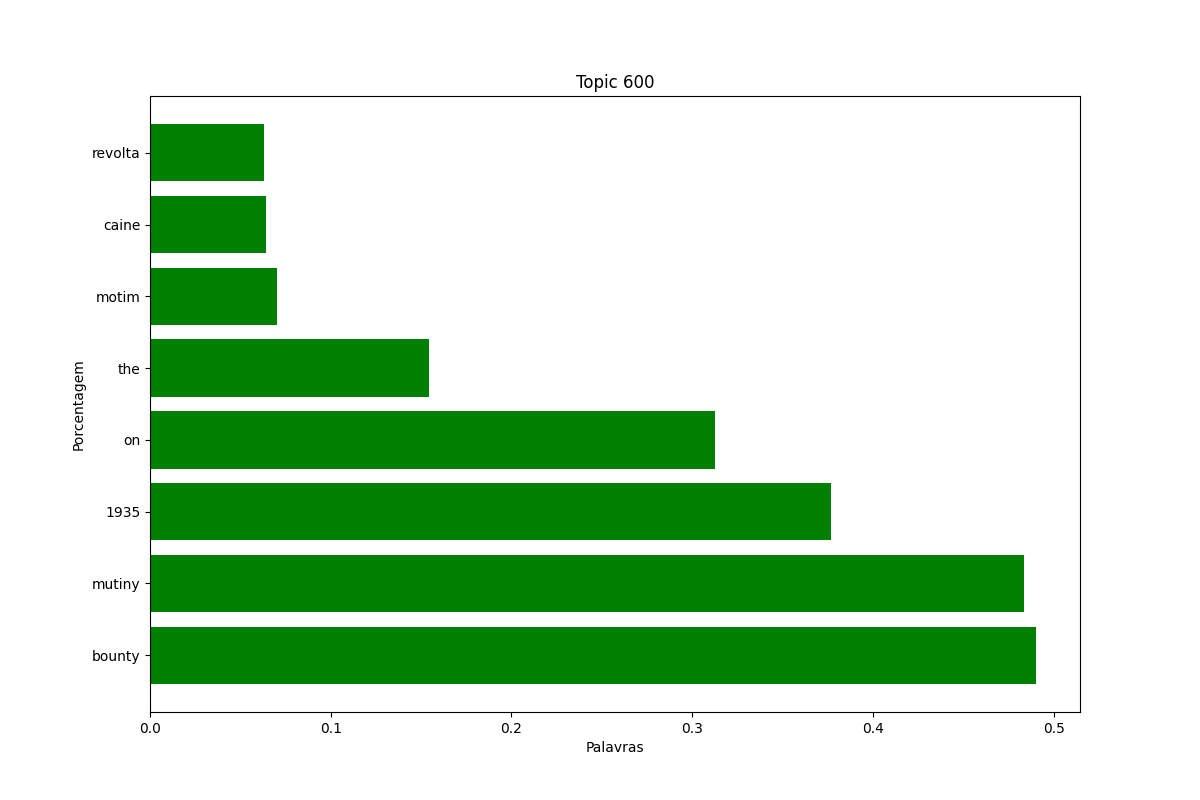 Topic 600
revolta
caine
motim
the
on
1935
mutiny
bounty
Porcentagem
0.0 0.1 0.2 0.3 0.4 0.5
Palavras